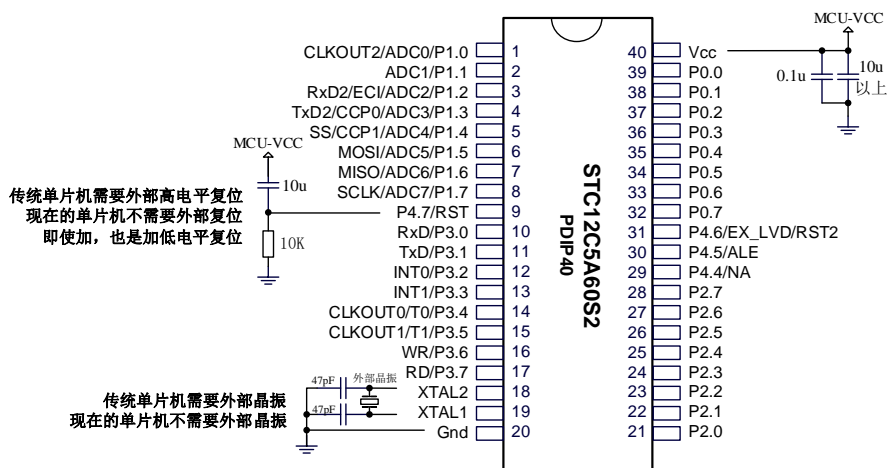 MCU-VCC
CLKOUT2/ADC0/P1.0 1
ADC1/P1.1 2
RxD2/ECI/ADC2/P1.2 3
TxD2/CCP0/ADC3/P1.3 4
SS/CCP1/ADC4/P1.4 5
MOSI/ADC5/P1.5 6
MISO/ADC6/P1.6 7
SCLK/ADC7/P1.7 8
P4.7/RST 9
RxD/P3.0 10
TxD/P3.1 11
INT0/P3.2 12
INT1/P3.3 13
CLKOUT0/T0/P3.4 14
CLKOUT1/T1/P3.5 15
WR/P3.6 16
RD/P3.7 17
XTAL2 18
XTAL1 19
Gnd 20
MCU-VCC
10u
传统单片机需要外部高电平复位
现在的单片机不需要外部复位
即使加，也是加低电平复位
10K
47pF
外部晶振
47pF
传统单片机需要外部晶振
现在的单片机不需要外部晶振
STC12C5A60S2
PDIP40
40 Vcc
39 P0.0
38 P0.1
37 P0.2
36 P0.3
35 P0.4
34 P0.5
33 P0.6
32 P0.7
31 P4.6/EX_LVD/RST2
30 P4.5/ALE
29 P4.4/NA
28 P2.7
27 P2.6
26 P2.5
25 P2.4
24 P2.3
23 P2.2
22 P2.1
21 P2.0
0.1u
10u
以上